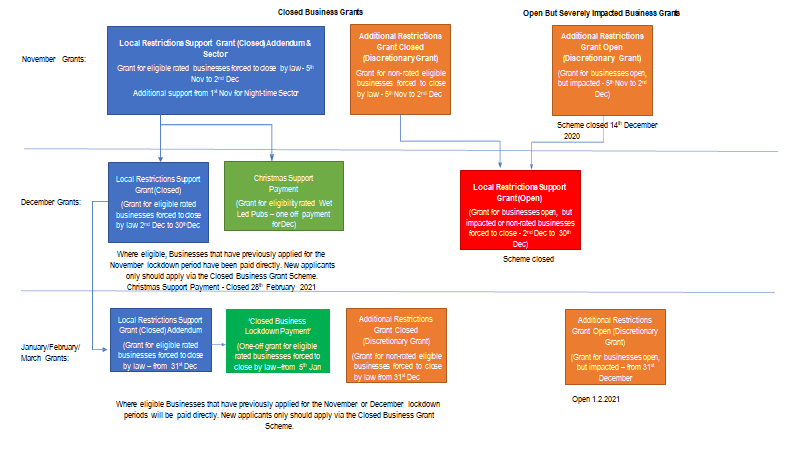 Closed Business Grants
Open But Severely Impacted Business Grants
November Grants:
Local Restrictions Support Grant (Closed) Addendum &
Sector
Grant for eligible rated businesses forced to close by law - 5th
Nov to 2nd Dec
Additional support from 1st Nov for Night-time Sector
Additional Restrictions
Grant Closed
(Discretionary Grant)
Grant for non-rated eligible
businesses forced to close
by law - 5th Nov to 2nd Dec
Additional Restrictions
Grant Open
(Discretionary Grant)
(Grant for businesses open,
but impacted - 5th Nov to 2nd
Dec)
Scheme closed 14th December
2020
December Grants:
Local Restrictions Support
Grant (Closed)
(Grant for eligible rated
businesses forced to close
by law 2nd Dec to 30th Dec
Christmas Support
Payment
(Grant for eligibility rated Wet
Led Pubs – one off payment
for Dec)
Local Restrictions Support
Grant (Open)
(Grant for businesses open, but
impacted or non-rated businesses
forced to close - 2nd Dec to 30th
Dec)
Scheme closed
Where eligible, Businesses that have previously applied for the
November lockdown period have been paid directly. New applicants
only should apply via the Closed Business Grant Scheme.
Christmas Support Payment - Closed 28th February 2021
January/February/
March Grants:
Local Restrictions Support
Grant (Closed) Addendum
(Grant for eligible rated
businesses forced to close
by law – from 31st Dec
'Closed Business
Lockdown Payment'
(One-off grant for eligible
rated businesses forced to
close by law –from 5th Jan
Additional Restrictions
Grant Closed
(Discretionary Grant)
(Grant for non-rated eligible
businesses forced to close
by law from 31st Dec
Additional Restrictions
Grant Open (Discretionary
Grant)
(Grant for businesses open,
but impacted – from 31st
December
Open 1.2.2021
Where eligible Businesses that have previously applied for the November or December lockdown
periods will be paid directly. New applicants only should apply via the Closed Business Grant
Scheme.